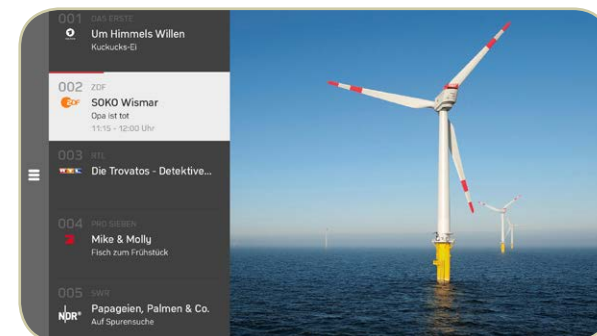 001 DAS ERSTE
Um Himmels Willen
Kuckucks-Ei
002 ZDF
ZDF
SOKO Wismar
Opa ist tot
11:15 - 12:00 Uhr
003 RTL
RTL
Die Trovatos - Detektive...
004 PRO SIEBEN
Mike & Molly
Fisch zum Frühstück
005 SWR
NDR
Papageien, Palmen & Co.
Auf Spurensuche